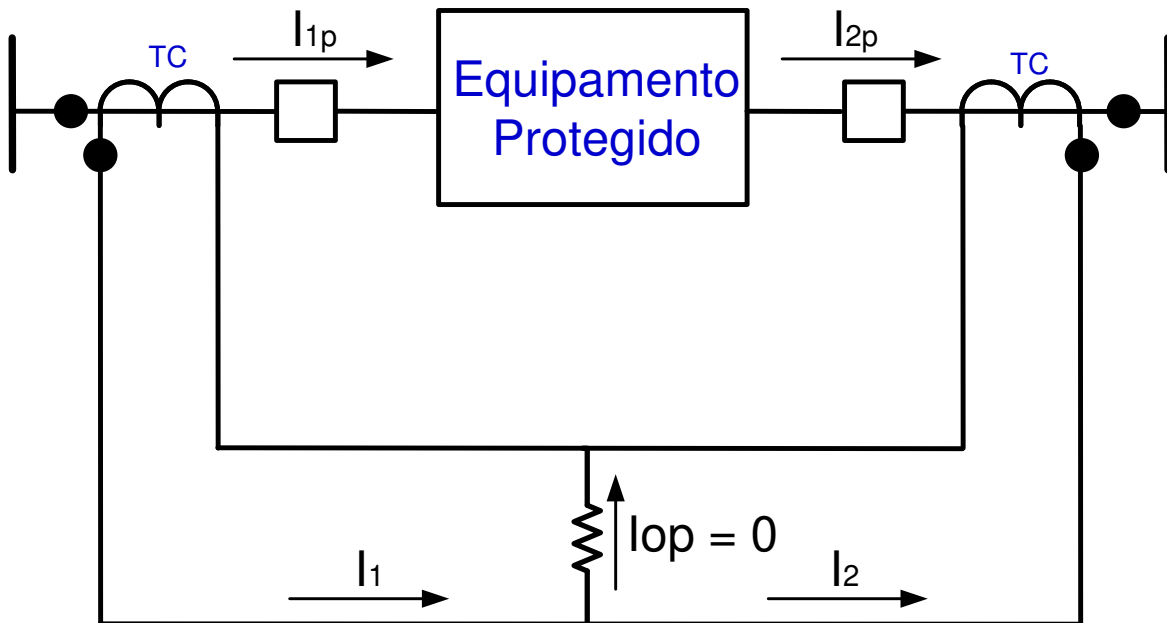 I1p
I2p
TC
TC
Equipamento
Protegido
Iop = 0
I1
I2